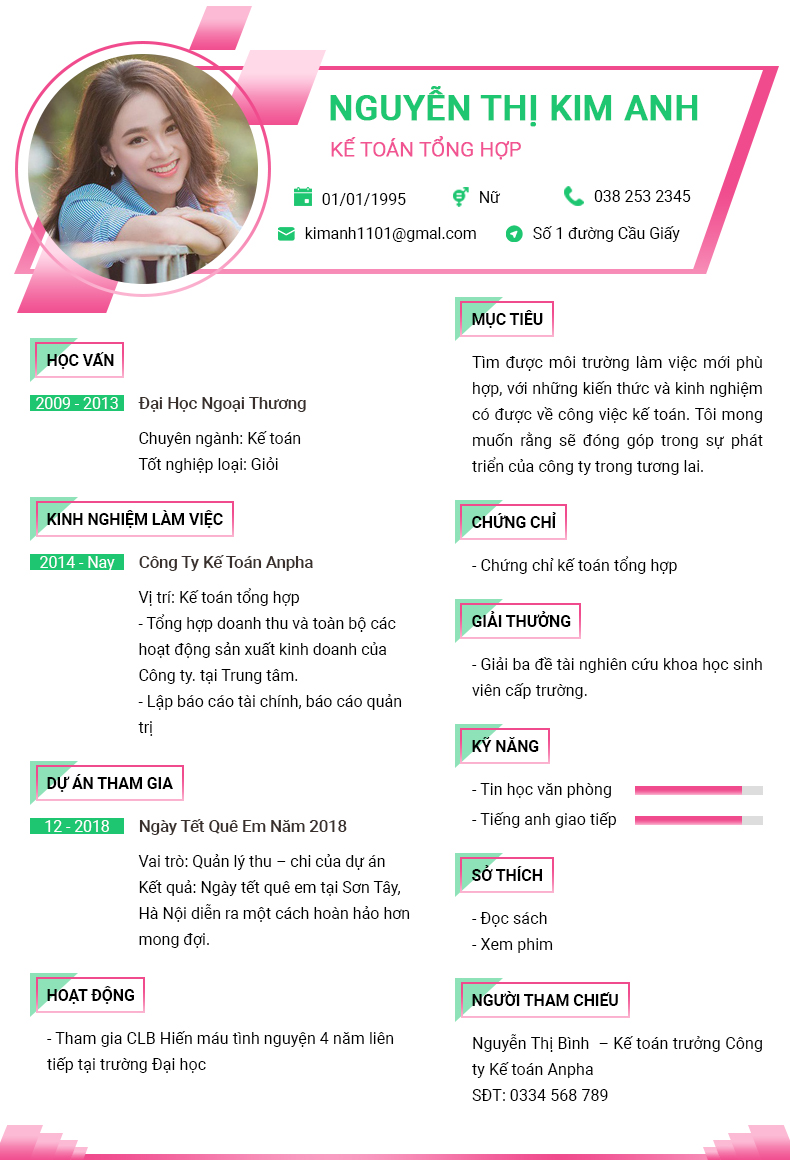 NGUYỄN THỊ KIM ANH
KẾ TOÁN TỔNG HỢP
01/01/1995
Nữ
038 253 2345
kimanh1101@gmal.com
Số 1 đường Cầu Giấy
HỌC VẤN
2009 - 2013
Đại Học Ngoại Thương
Chuyên ngành: Kế toán
Tốt nghiệp loại: Giỏi
KINH NGHIỆM LÀM VIỆC
2014 - Nay
Công Ty Kế Toán Anpha
Vị trí: Kế toán tổng hợp
- Tổng hợp doanh thu và toàn bộ các
hoạt động sản xuất kinh doanh của
Công ty. tại Trung tâm.
- Lập báo cáo tài chính, báo cáo quản
trị
DỰ ÁN THAM GIA
12 - 2018
Ngày Tết Quê Em Năm 2018
Vai trò: Quản lý thu – chi của dự án
Kết quả: Ngày tết quê em tại Sơn Tây,
Hà Nội diễn ra một cách hoàn hảo hơn
mong đợi.
HOẠT ĐỘNG
- Tham gia CLB Hiến máu tình nguyện 4 năm liên
tiếp tại trường Đại học
MỤC TIÊU
Tìm được môi trường làm việc mới phù
hợp, với những kiến thức và kinh nghiệm
có được về công việc kế toán. Tôi mong
muốn rằng sẽ đóng góp trong sự phát
triển của công ty trong tương lai.
CHỨNG CHỈ
- Chứng chỉ kế toán tổng hợp
GIẢI THƯỞNG
- Giải ba đề tài nghiên cứu khoa học sinh
viên cấp trường.
KỸ NĂNG
- Tin học văn phòng
- Tiếng anh giao tiếp
SỞ THÍCH
- Đọc sách
- Xem phim
NGƯỜI THAM CHIẾU
Nguyễn Thị Bình – Kế toán trưởng Công
ty Kế toán Anpha
SĐT: 0334 568 789